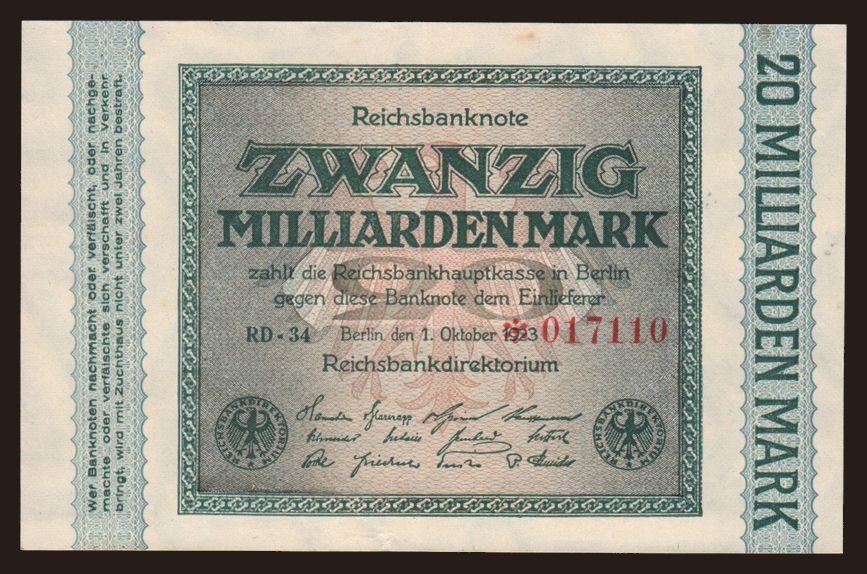 Wer Banknoten nachmacht oder verfälscht, oder nachge-
machte oder verfälschte sich verschafft und in Verkehr
bringt, wird mit Zuchthaus nicht unter zwei Jahren bestraft.
Reichsbanknote
ZWANZIG
MILLIARDEN MARK
20
zahlt die Reichsbankhauptkasse in Berlin
gegen diese Banknote dem Einlieferer
RD-34 Berlin, den 1. Oktober 1923 017110
Reichsbankdirektorium
REICHSBANKDIREKTORIUM
REICHSBANKDIREKTORIUM
20 MILLIARDEN MARK